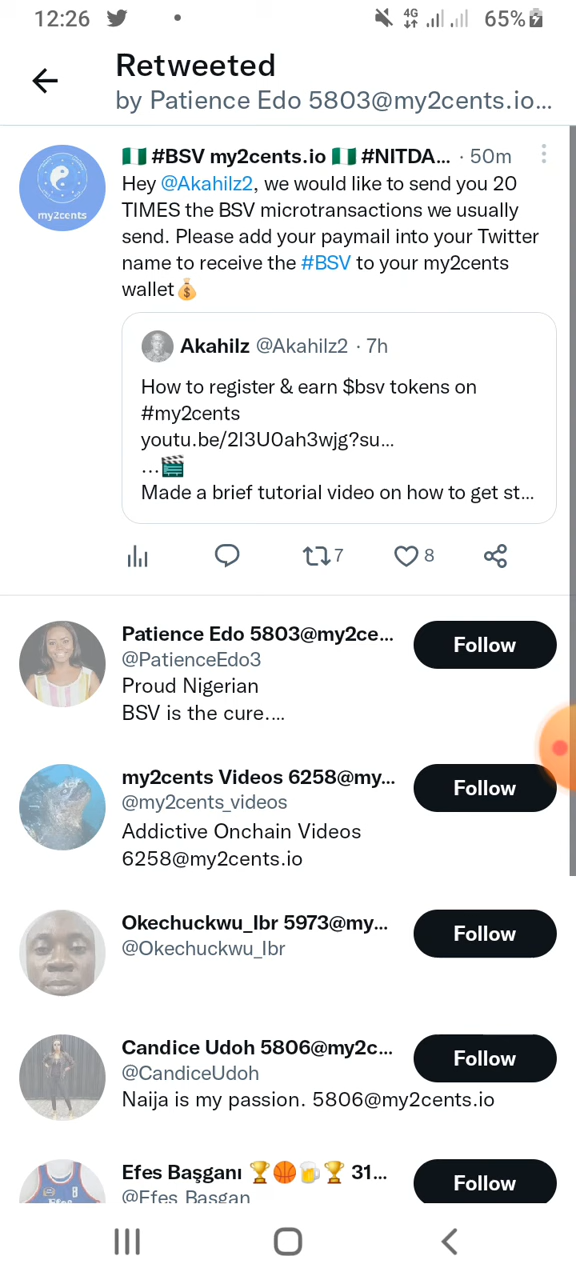 12:26
4G
65%
Retweeted
by Patience Edo 5803@my2cents.io...
🇳🇬 #BSV my2cents.io 🇳🇬 #NITDA... · 50m
Hey @Akahilz2, we would like to send you 20
TIMES the BSV microtransactions we usually
send. Please add your paymail into your Twitter
name to receive the #BSV to your my2cents
wallet💰
my2cents
Akahilz @Akahilz2 · 7h
How to register & earn $bsv tokens on
#my2cents
youtu.be/2I3U0ah3wjg?su...
...🎬
Made a brief tutorial video on how to get st...
7
8
Patience Edo 5803@my2ce...
Follow
@PatienceEdo3
Proud Nigerian
BSV is the cure....
my2cents Videos 6258@my...
Follow
@my2cents_videos
Addictive Onchain Videos
6258@my2cents.io
Okechuckwu_Ibr 5973@my...
Follow
@Okechuckwu_Ibr
Candice Udoh 5806@my2c...
Follow
@CandiceUdoh
Naija is my passion. 5806@my2cents.io
Efes Başganı 🏆🏀🍺🏆 31...
Follow
@Efes_Basgan